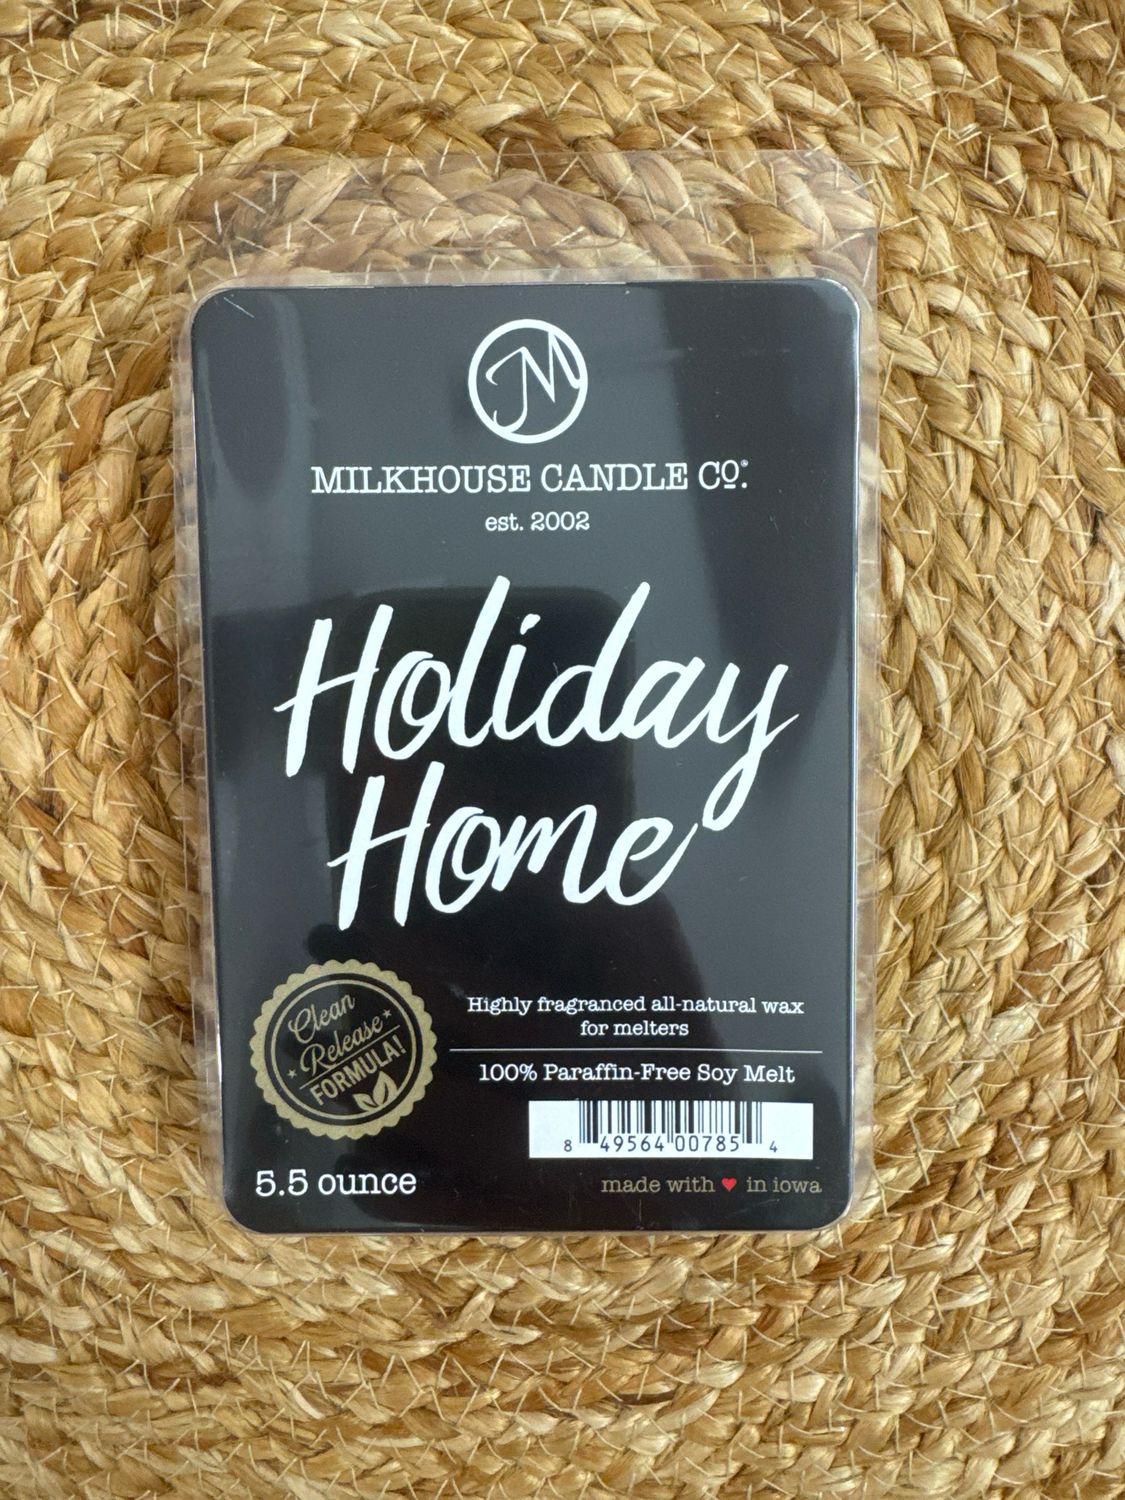 M
MILKHOUSE CANDLE Cº.®
est. 2002
Holiday
Home
Clean
Release
FORMULA!
Highly fragranced all-natural wax
for melters
100% Paraffin-Free Soy Melt
8 49564 00785 4
5.5 ounce
made with ♥ in iowa